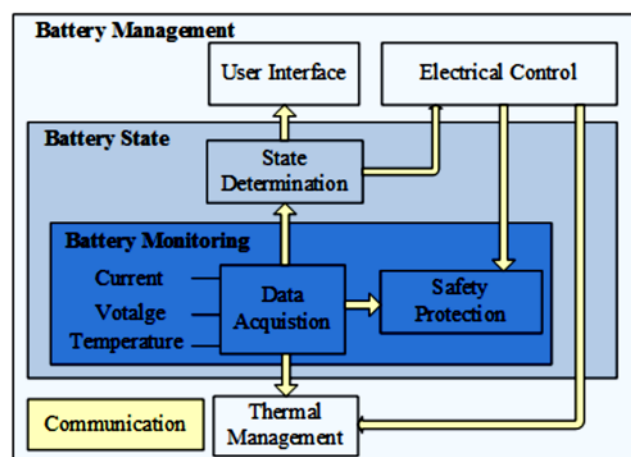 Battery Management
User Interface
Electrical Control
Battery State
State
Determination
Battery Monitoring
Current
Votalge
Temperature
Data
Acquistion
Safety
Protection
Communication
Thermal
Management